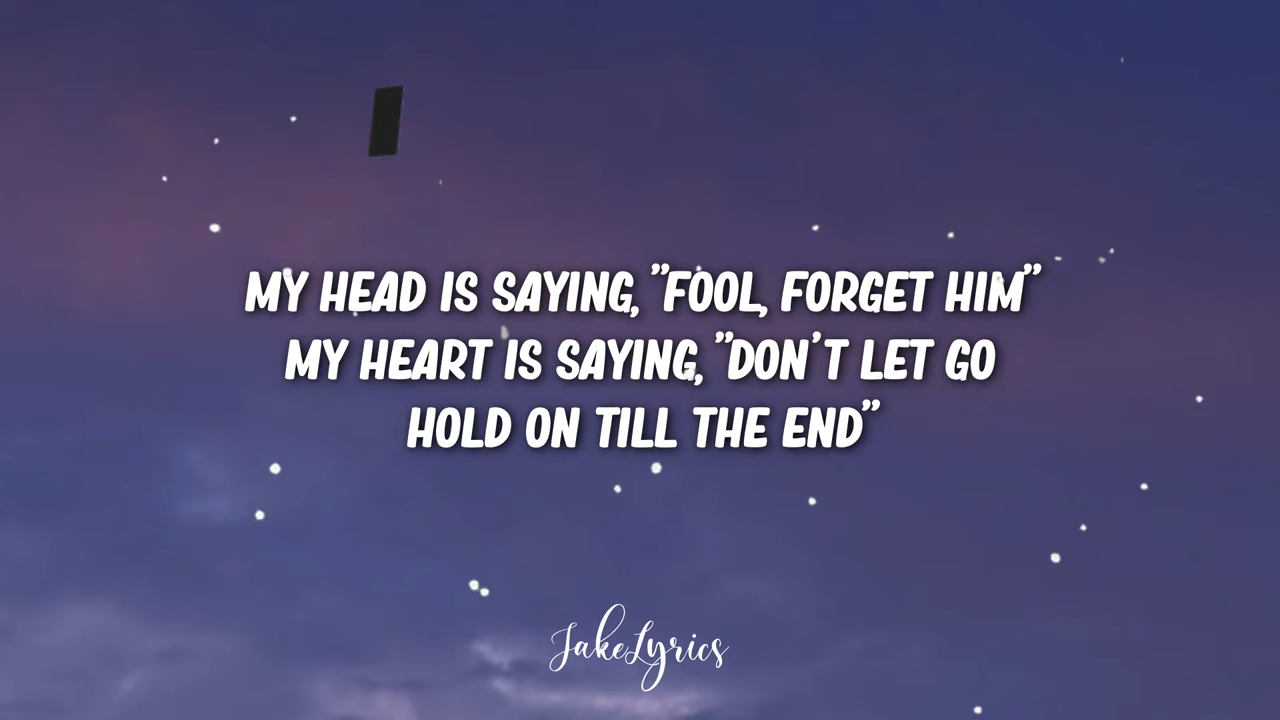 MY HEAD IS SAYING, "FOOL, FORGET HIM"
MY HEART IS SAYING, "DON'T LET GO
HOLD ON TILL THE END"
JakeLyrics